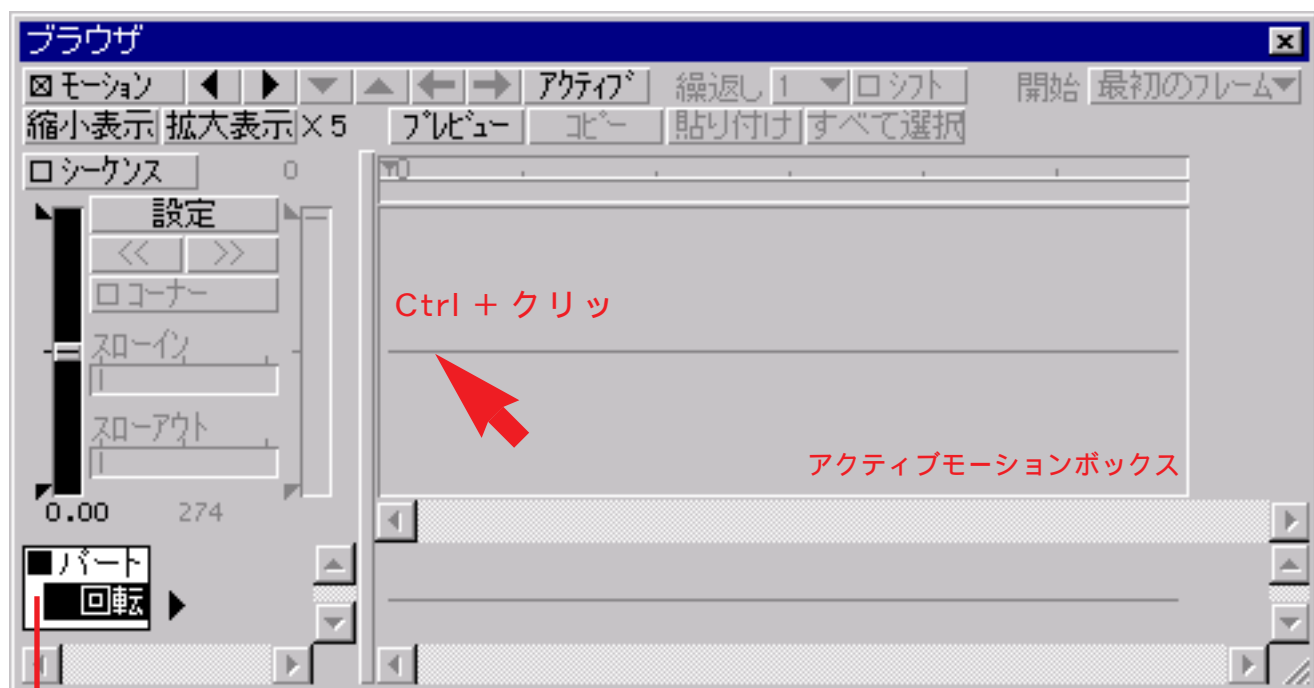 ブラウザ
モーション アクティブ 繰返し 1 シフト 開始 最初のフレーム
縮小表示 拡大表示 ×5 プレビュー コピー 貼り付け すべて選択
シーケンス 0 0
設定
<< >>
コーナー
Ctrl + クリッ
スローイン
スローアウト
アクティブモーションボックス
0.00 274
パート
回転